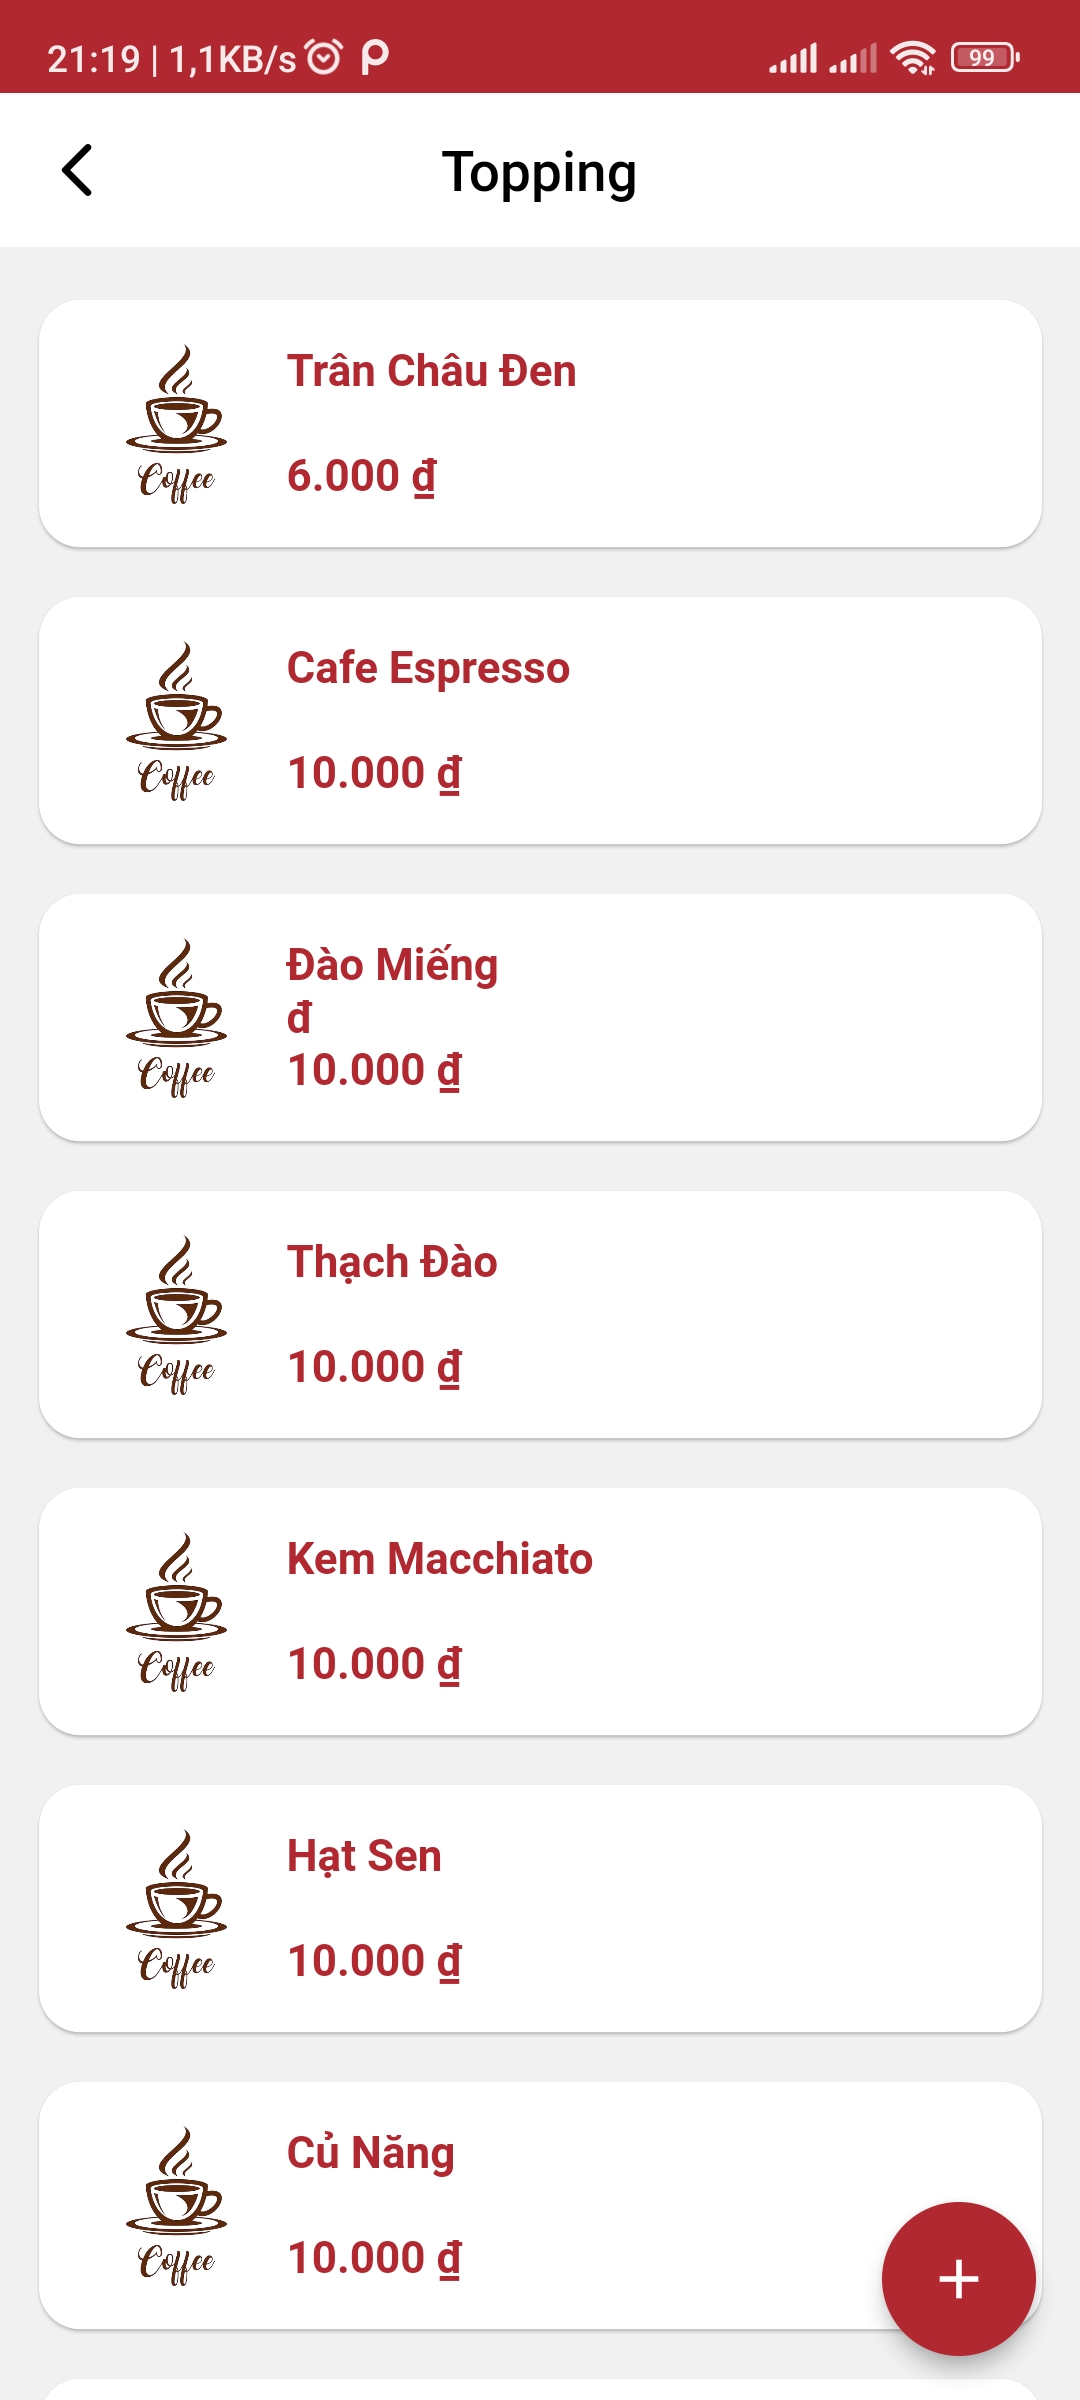 21:19 | 1,1KB/s
99
Topping
Trân Châu Đen
Coffee
6.000 ₫
Cafe Espresso
Coffee
10.000 ₫
Đào Miếng
đ
Coffee
10.000 ₫
Thạch Đào
Coffee
10.000 ₫
Kem Macchiato
Coffee
10.000 ₫
Hạt Sen
Coffee
10.000 ₫
Củ Năng
Coffee
10.000 ₫